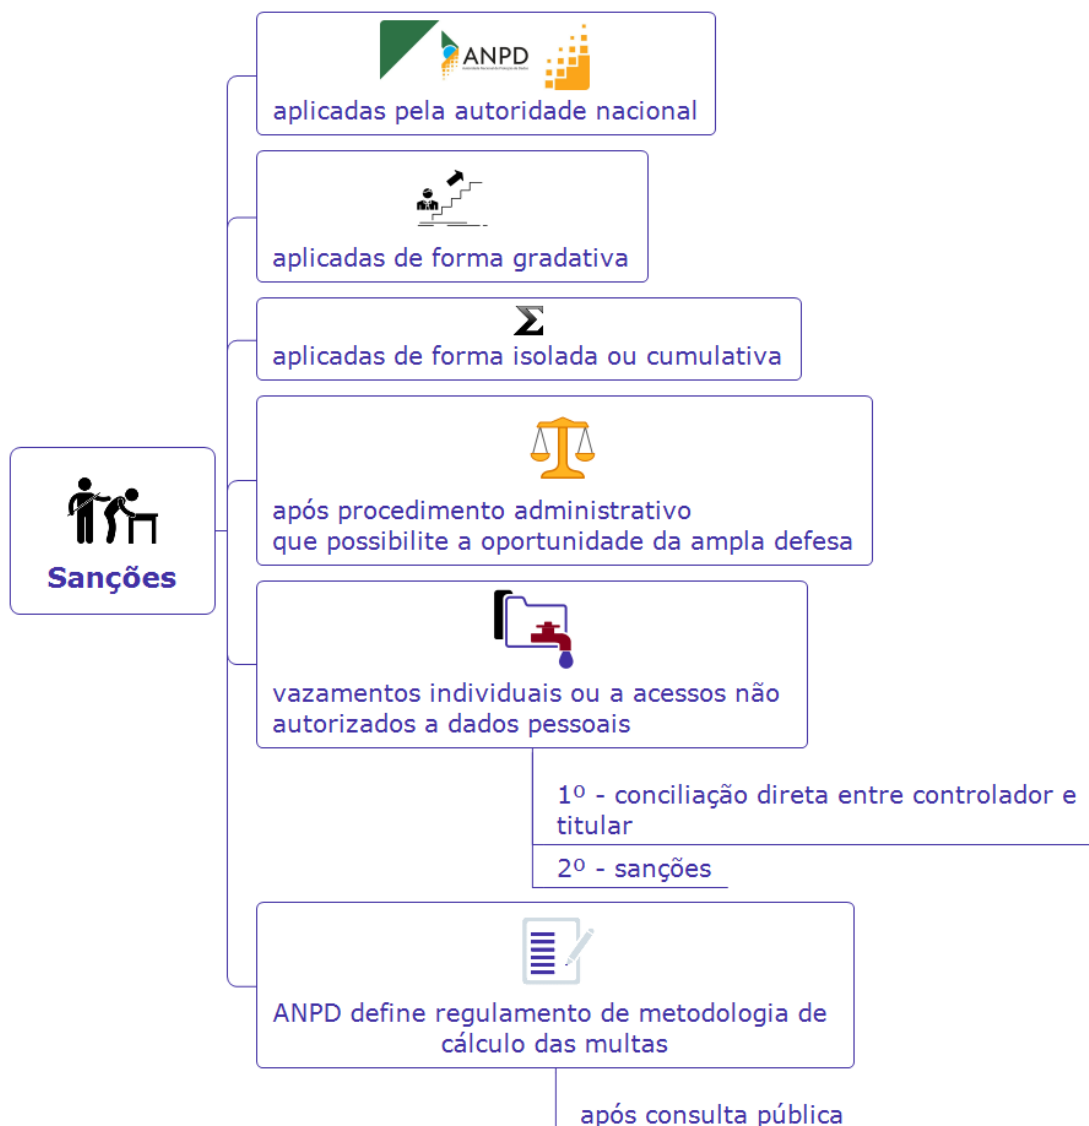 ANPD
aplicadas pela autoridade nacional
aplicadas de forma gradativa
aplicadas de forma isolada ou cumulativa
após procedimento administrativo
que possibilite a oportunidade da ampla defesa
Sanções
vazamentos individuais ou a acessos não
autorizados a dados pessoais
1º - conciliação direta entre controlador e
titular
2º - sanções
ANPD define regulamento de metodologia de
cálculo das multas
após consulta pública